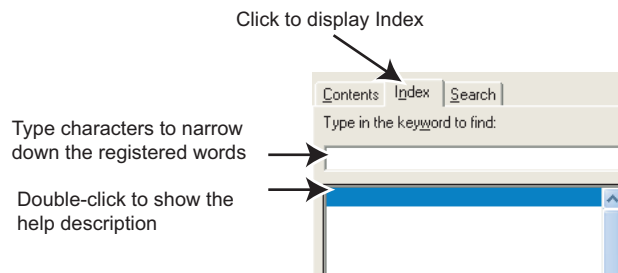 Click to display Index
Contents Index Search
Type in the keyword to find:
Type characters to narrow
down the registered words
Double-click to show the
help description